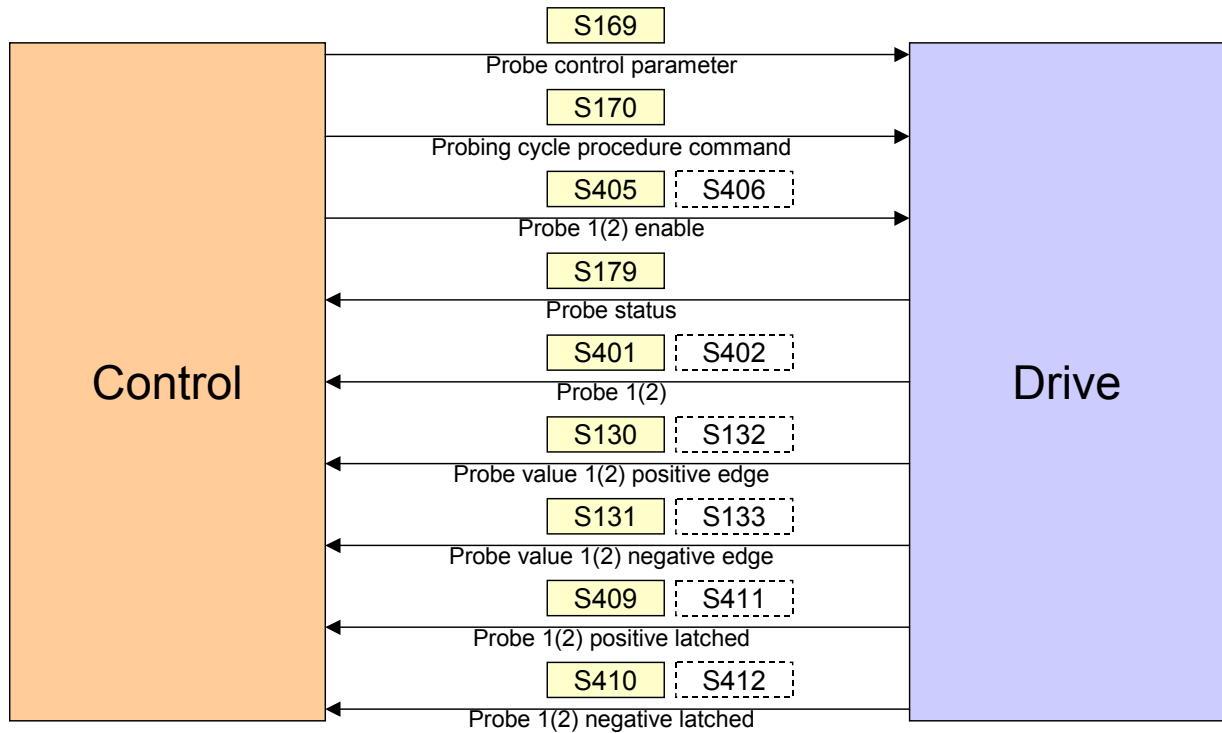 S169
Probe control parameter
S170
Probing cycle procedure command
S405 S406
Probe 1(2) enable
S179
Probe status
S401 S402
Probe 1(2)
Control
Drive
S130 S132
Probe value 1(2) positive edge
S131 S133
Probe value 1(2) negative edge
S409 S411
Probe 1(2) positive latched
S410 S412
Probe 1(2) negative latched